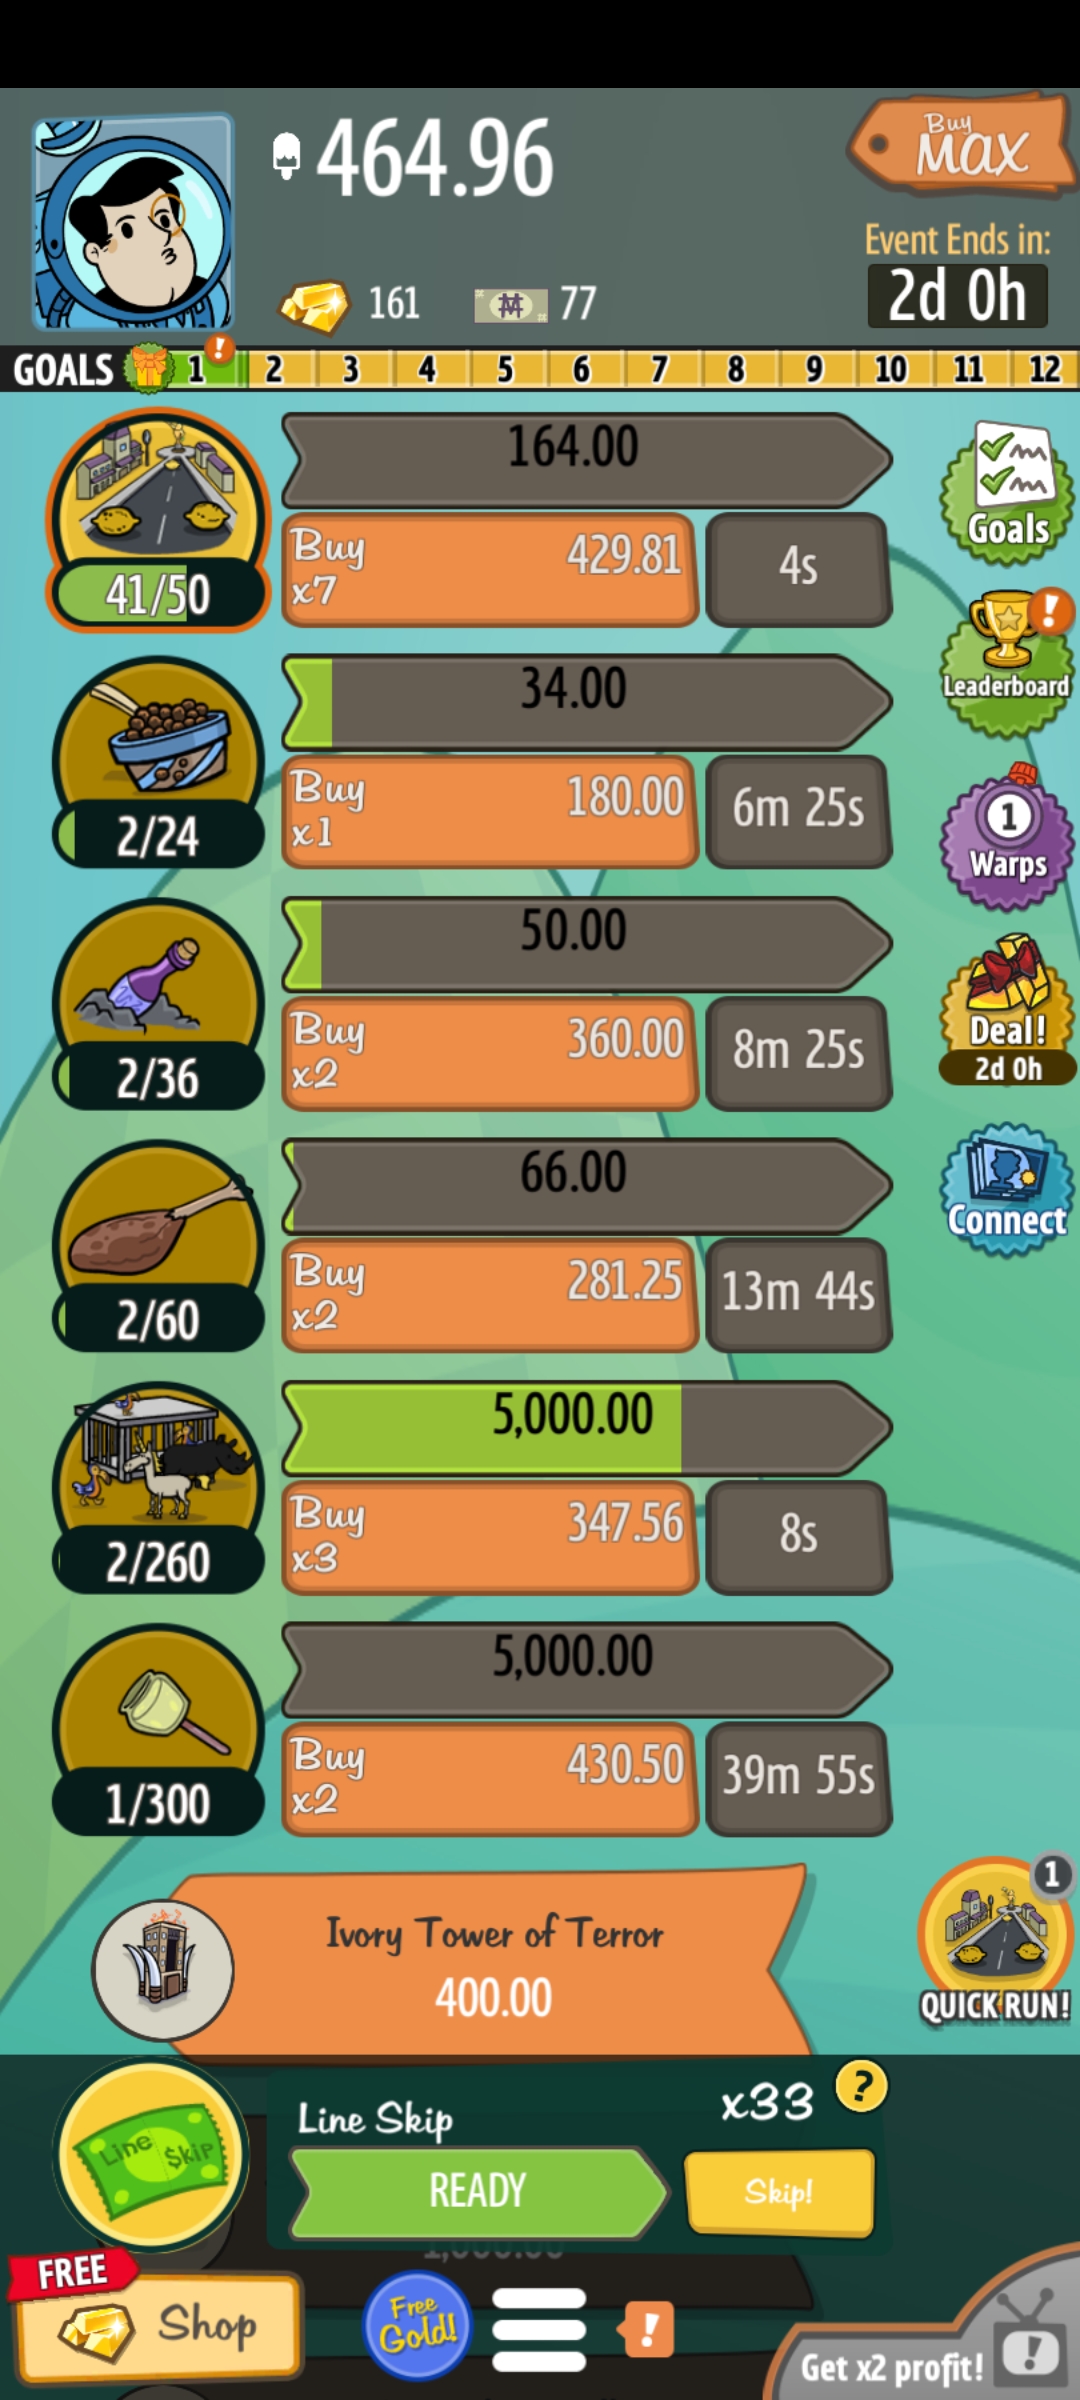 464.96
Buy
MAX
Event Ends in:
2d 0h
161
77
GOALS 1 ! 2 3 4 5 6 7 8 9 10 11 12
164.00
Buy
x7
429.81
4s
41/50
Goals
34.00
Buy
x1
180.00
6m 25s
2/24
!
Leaderboard
50.00
Buy
x2
360.00
8m 25s
2/36
1
Warps
Deal!
2d 0h
66.00
Buy
x2
281.25
13m 44s
2/60
Connect
5,000.00
Buy
x3
347.56
8s
2/260
5,000.00
Buy
x2
430.50
39m 55s
1/300
Ivory Tower of Terror
400.00
1
QUICK RUN!
Line $kip
Line Skip
x33
?
READY
Skip!
1,000.00
FREE
Shop
Free
Gold!
!
Get x2 profit!
!